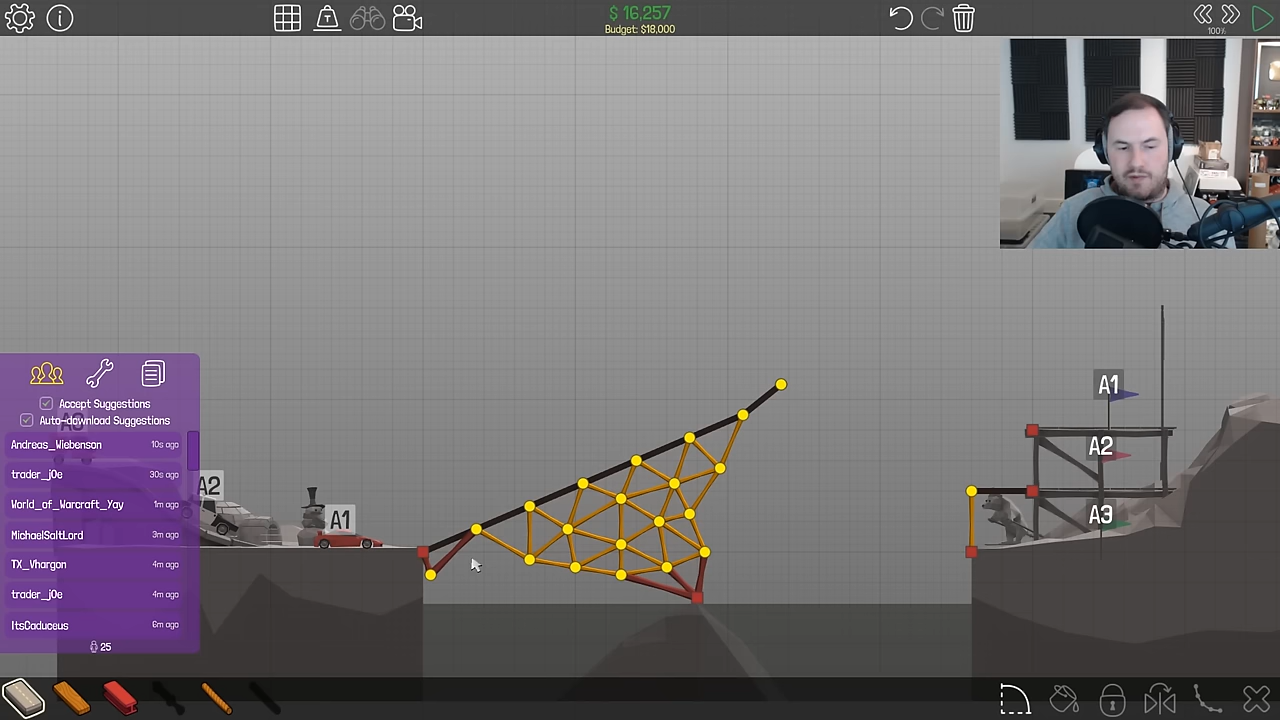 $ 16,257
Budget: $18,000
100%
Accept Suggestions
Auto-download Suggestions
Andreas_Wiebenson 10s ago
trader_j0e 30s ago
World_of_Warcraft_Yay 1m ago
MichaelSaltLord 3m ago
TX_Vhargon 4m ago
trader_j0e 4m ago
ItsCaduceus 6m ago
25
A2
A1
A1
A2
A3